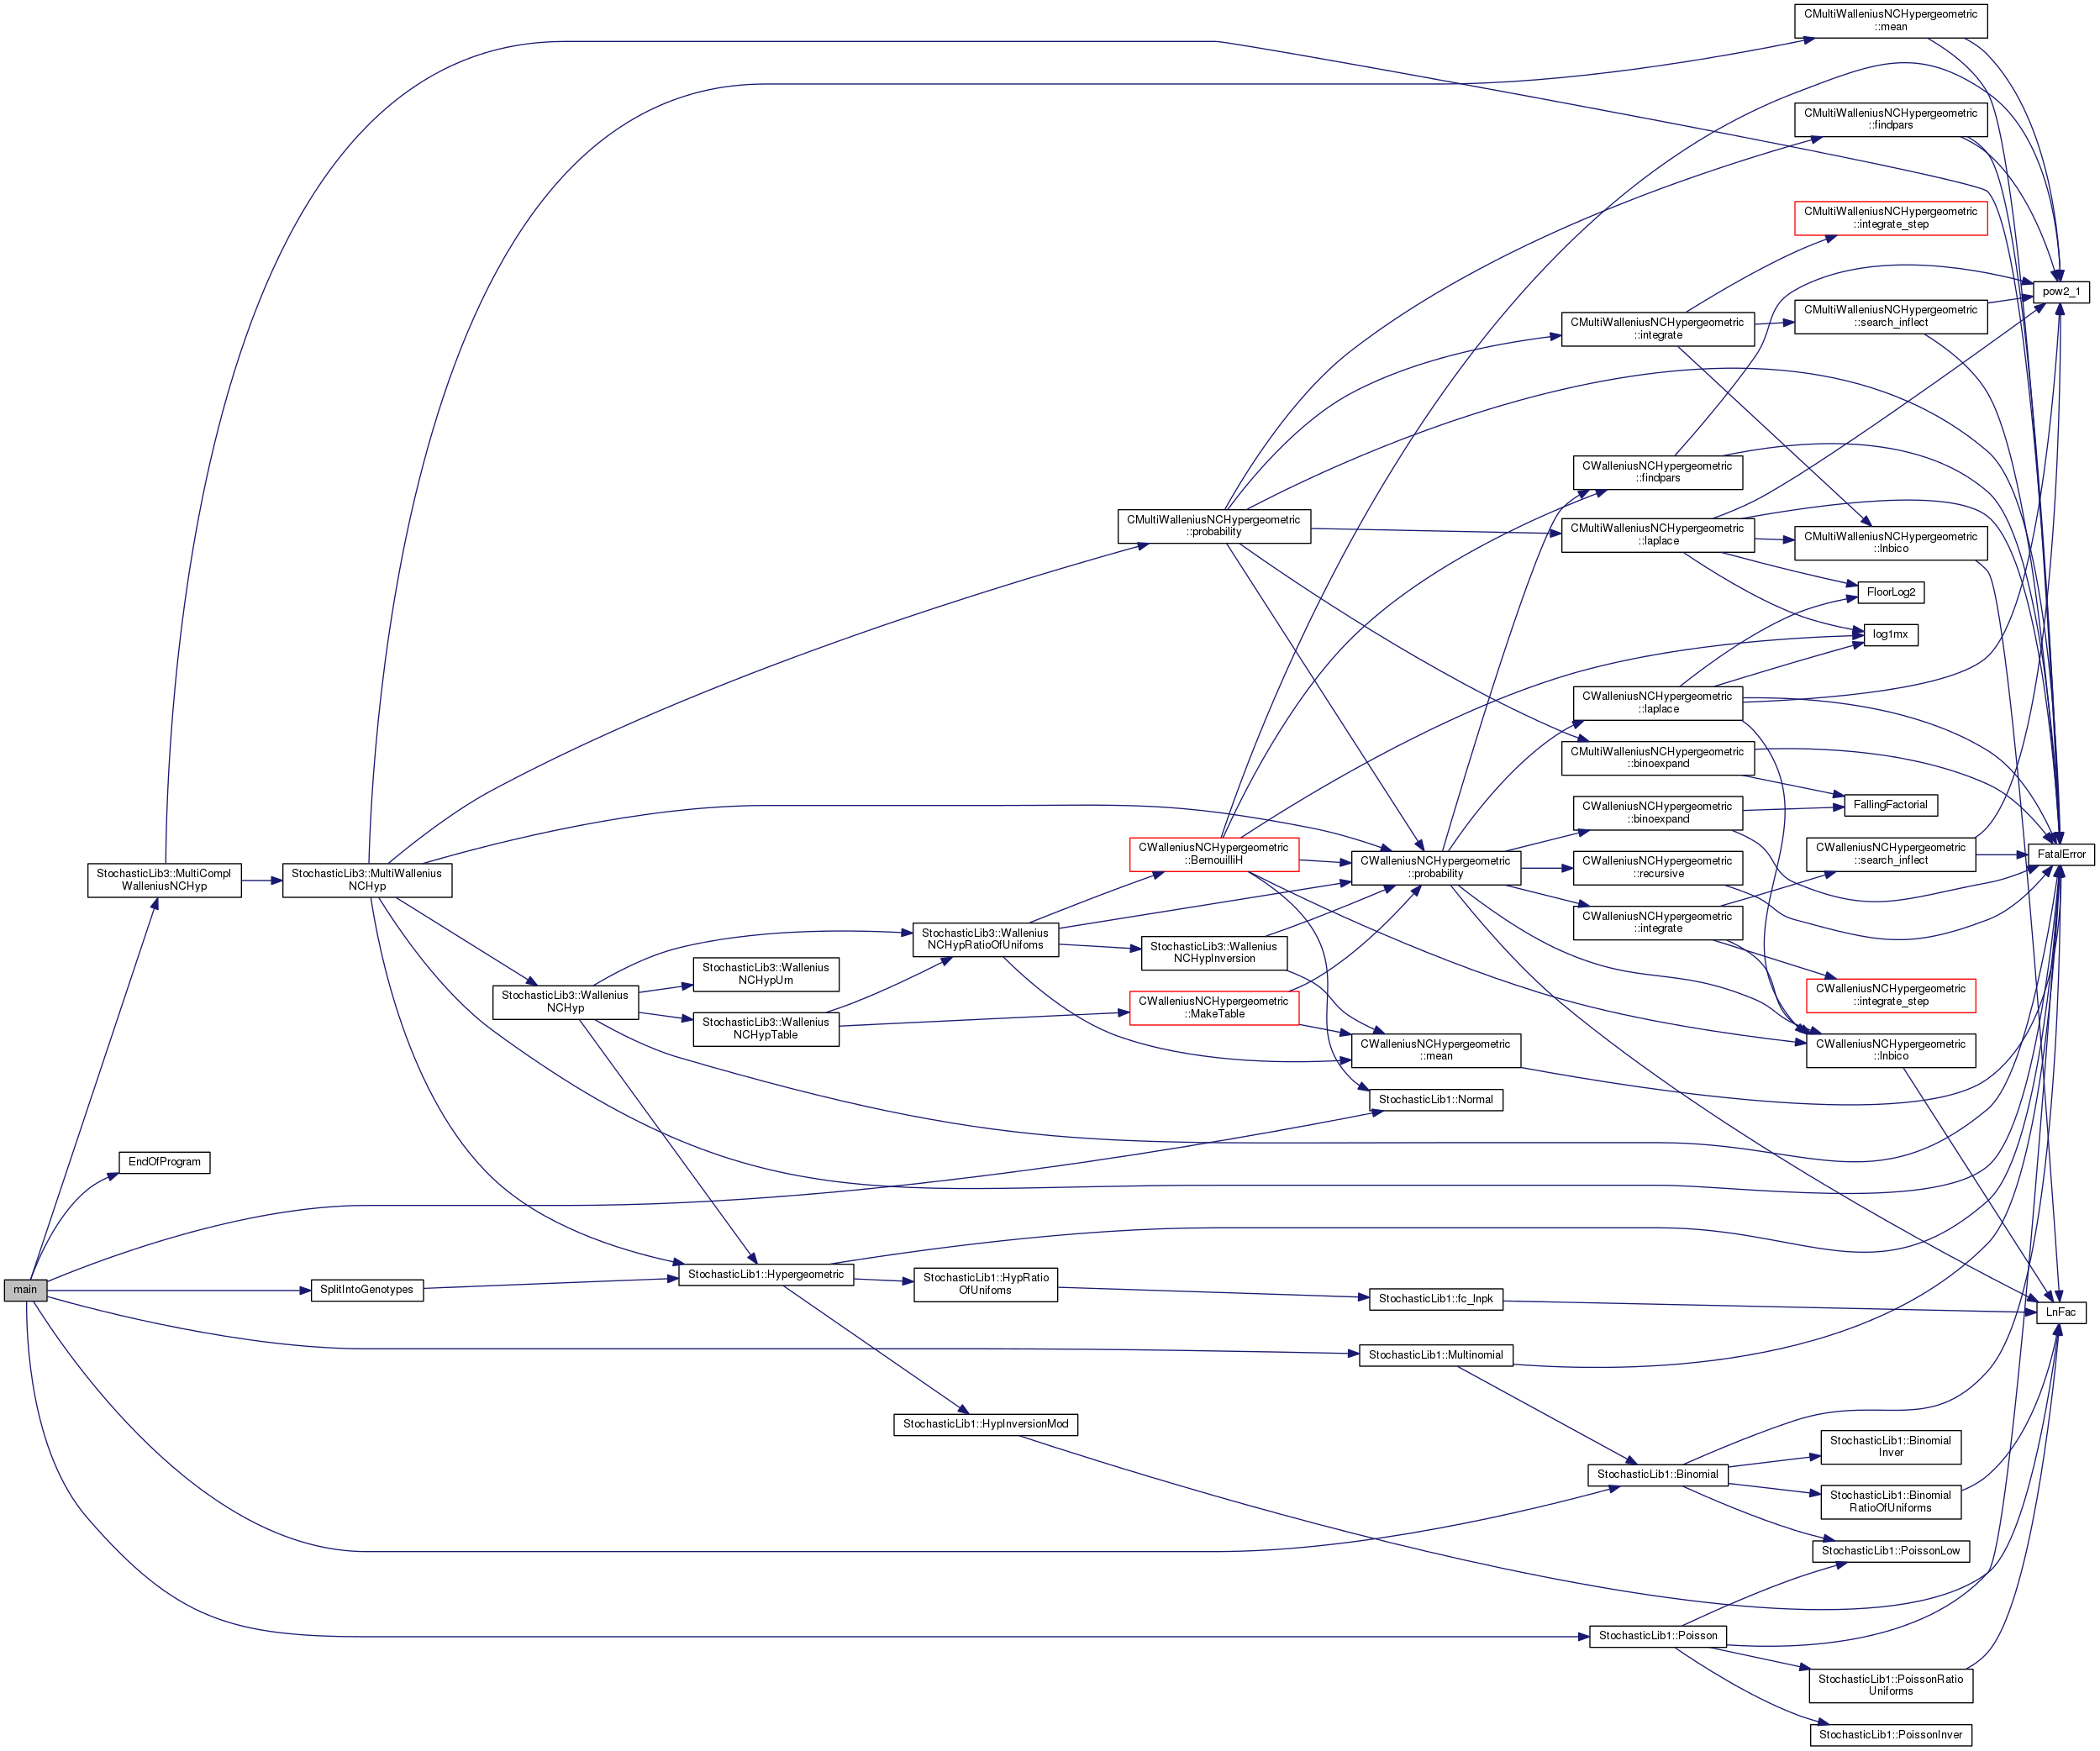 CMultiWalleniusNCHypergeometric
::mean
CMultiWalleniusNCHypergeometric
::findpars
CMultiWalleniusNCHypergeometric
::integrate_step
pow2_1
CMultiWalleniusNCHypergeometric
::search_inflect
CMultiWalleniusNCHypergeometric
::integrate
CWalleniusNCHypergeometric
::findpars
CMultiWalleniusNCHypergeometric
::probability
CMultiWalleniusNCHypergeometric
::laplace
CMultiWalleniusNCHypergeometric
::lnbico
FloorLog2
log1mx
CWalleniusNCHypergeometric
::laplace
CMultiWalleniusNCHypergeometric
::binoexpand
FallingFactorial
CWalleniusNCHypergeometric
::binoexpand
CWalleniusNCHypergeometric
::search_inflect
FatalError
CWalleniusNCHypergeometric
::BernouilliH
CWalleniusNCHypergeometric
::probability
CWalleniusNCHypergeometric
::recursive
StochasticLib3::MultiCompl
WalleniusNCHyp
StochasticLib3::MultiWallenius
NCHyp
CWalleniusNCHypergeometric
::integrate
StochasticLib3::Wallenius
NCHypRatioOfUnifoms
StochasticLib3::Wallenius
NCHypInversion
StochasticLib3::Wallenius
NCHypUrn
CWalleniusNCHypergeometric
::integrate_step
StochasticLib3::Wallenius
NCHyp
CWalleniusNCHypergeometric
::MakeTable
StochasticLib3::Wallenius
NCHypTable
CWalleniusNCHypergeometric
::mean
CWalleniusNCHypergeometric
::lnbico
StochasticLib1::Normal
EndOfProgram
main
SplitIntoGenotypes
StochasticLib1::Hypergeometric
StochasticLib1::HypRatio
OfUnifoms
StochasticLib1::fc_lnpk
LnFac
StochasticLib1::Multinomial
StochasticLib1::HypInversionMod
StochasticLib1::Binomial
Inver
StochasticLib1::Binomial
StochasticLib1::Binomial
RatioOfUniforms
StochasticLib1::PoissonLow
StochasticLib1::Poisson
StochasticLib1::PoissonRatio
Uniforms
StochasticLib1::PoissonInver